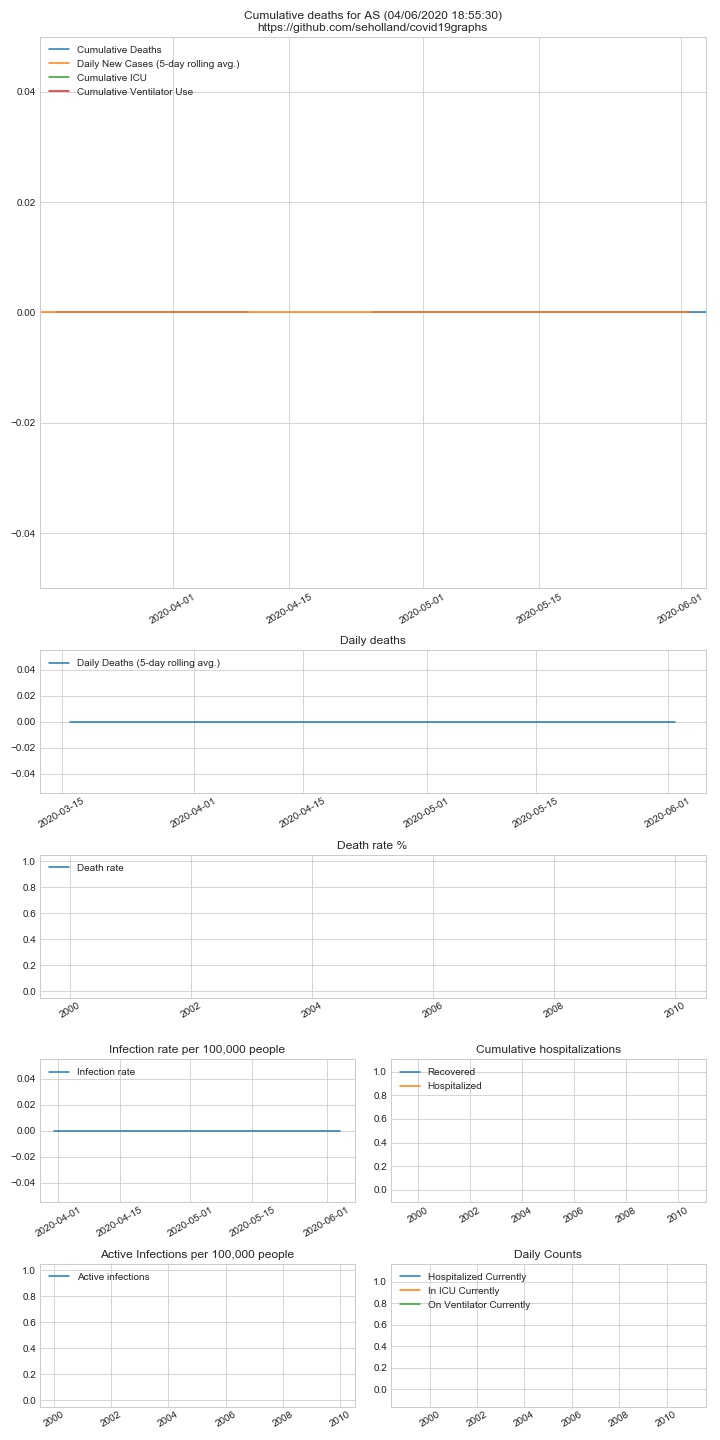 Cumulative deaths for AS (04/06/2020 18:55:30)
https://github.com/seholland/covid19graphs
Cumulative Deaths
Daily New Cases (5-day rolling avg.)
Cumulative ICU
Cumulative Ventilator Use
0.04
0.02
0.00
−0.02
−0.04
2020-04-01 2020-04-15 2020-05-01 2020-05-15 2020-06-01
Daily deaths
Daily Deaths (5-day rolling avg.)
0.04
0.02
0.00
−0.02
−0.04
2020-03-15 2020-04-01 2020-04-15 2020-05-01 2020-05-15 2020-06-01
Death rate %
Death rate
1.0
0.8
0.6
0.4
0.2
0.0
2000 2002 2004 2006 2008 2010
Infection rate per 100,000 people
Infection rate
0.04
0.02
0.00
−0.02
−0.04
2020-04-01 2020-04-15 2020-05-01 2020-05-15 2020-06-01
Cumulative hospitalizations
Recovered
Hospitalized
1.0
0.8
0.6
0.4
0.2
0.0
2000 2002 2004 2006 2008 2010
Active Infections per 100,000 people
Active infections
1.0
0.8
0.6
0.4
0.2
0.0
2000 2002 2004 2006 2008 2010
Daily Counts
Hospitalized Currently
In ICU Currently
On Ventilator Currently
1.0
0.8
0.6
0.4
0.2
0.0
2000 2002 2004 2006 2008 2010